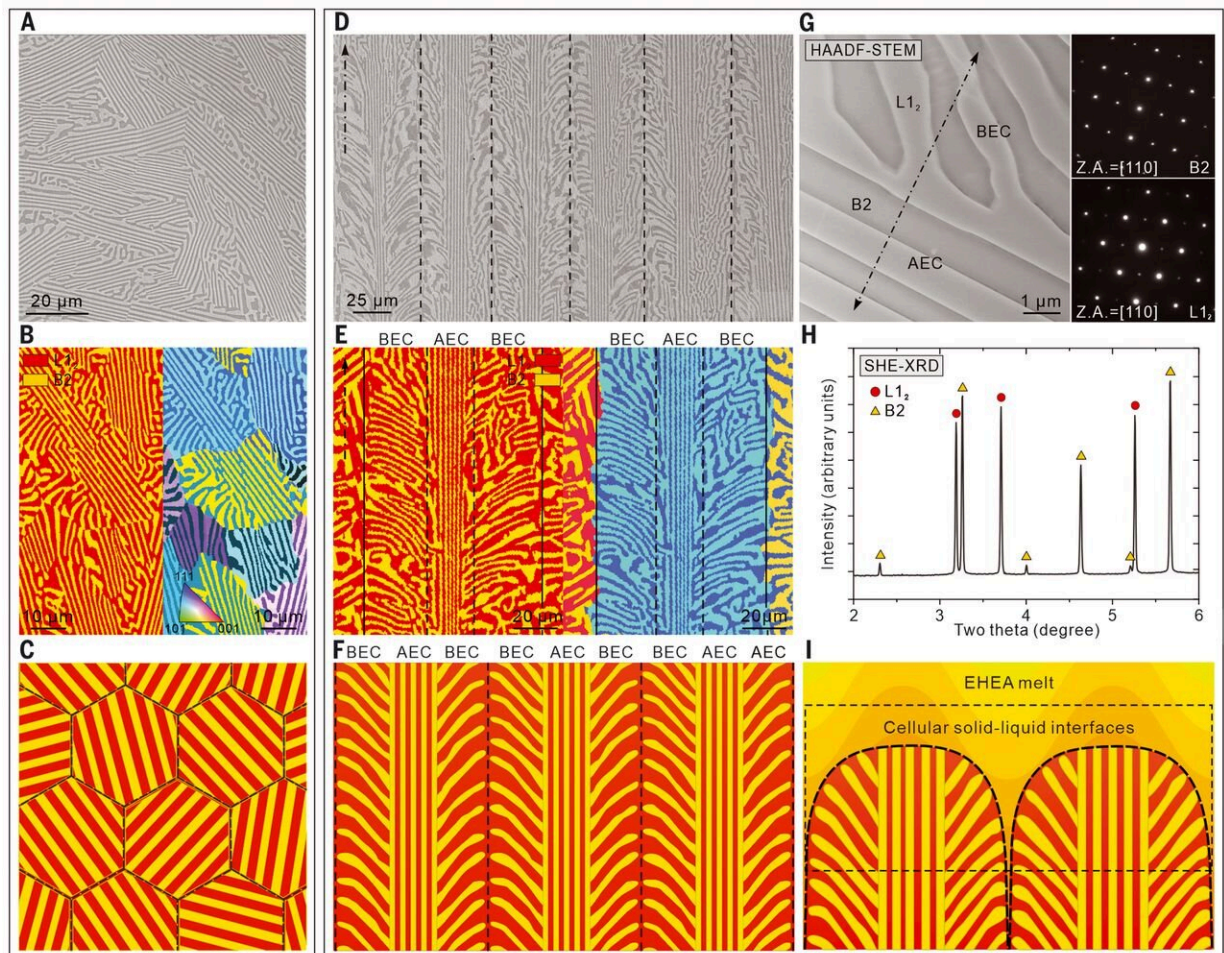 A
20 μm
B
L1₂
B2
111
101
001
10 μm
10 μm
C
D
25 μm
E
BEC AEC BEC
BEC AEC BEC
L1₂
B2
20 μm
20 μm
F
BEC AEC BEC BEC AEC BEC BEC AEC AEC
G
HAADF-STEM
L1₂
BEC
B2
AEC
1 μm
Z.A.=[110]
B2
Z.A.=[110]
L1₂
H
SHE-XRD
L1₂
B2
Intensity (arbitrary units)
2 3 4 5 6
Two theta (degree)
I
EHEA melt
Cellular solid-liquid interfaces